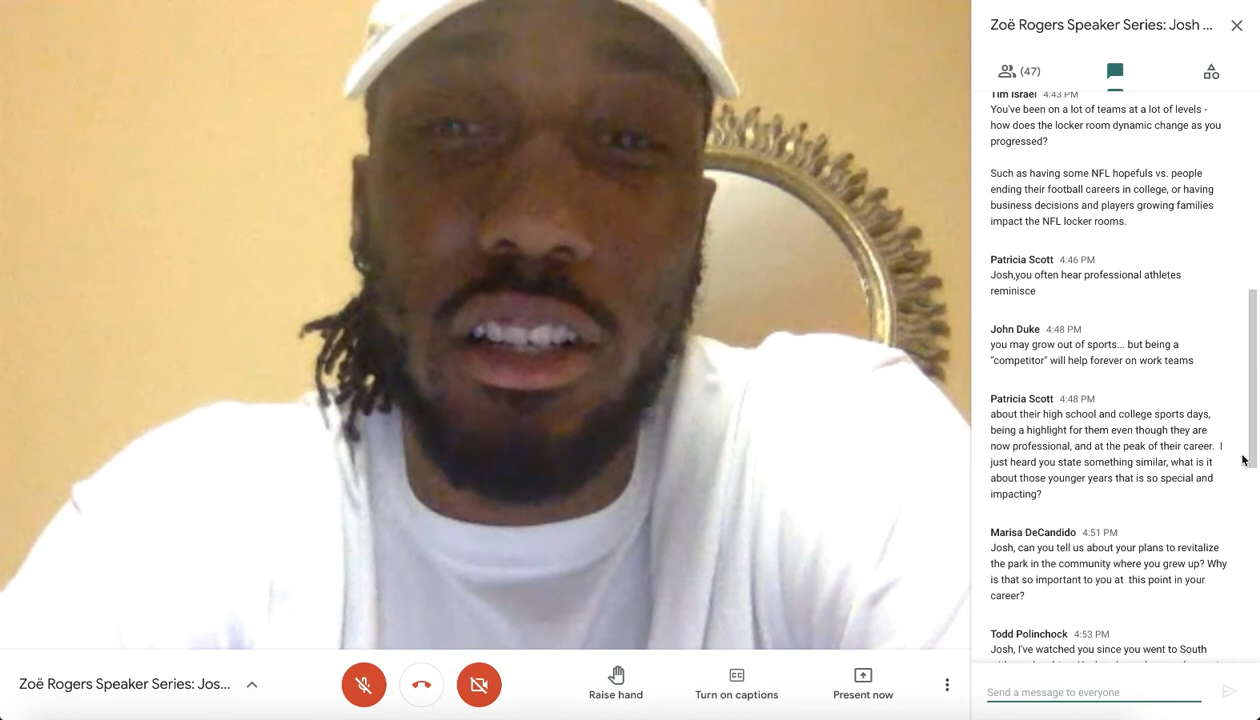 Zoë Rogers Speaker Series: Josh ...
(47)
Tim Israel 4:43 PM
You've been on a lot of teams at a lot of levels -
how does the locker room dynamic change as you
progressed?
Such as having some NFL hopefuls vs. people
ending their football careers in college, or having
business decisions and players growing families
impact the NFL locker rooms.
Patricia Scott 4:46 PM
Josh,you often hear professional athletes
reminisce
John Duke 4:48 PM
you may grow out of sports... but being a
"competitor" will help forever on work teams
Patricia Scott 4:48 PM
about their high school and college sports days,
being a highlight for them even though they are
now professional, and at the peak of their career. I
just heard you state something similar, what is it
about those younger years that is so special and
impacting?
Marisa DeCandido 4:51 PM
Josh, can you tell us about your plans to revitalize
the park in the community where you grew up? Why
is that so important to you at this point in your
career?
Todd Polinchock 4:53 PM
Josh, I've watched you since you went to South
Send a message to everyone
Zoë Rogers Speaker Series: Jos...
Raise hand
CC
Turn on captions
Present now